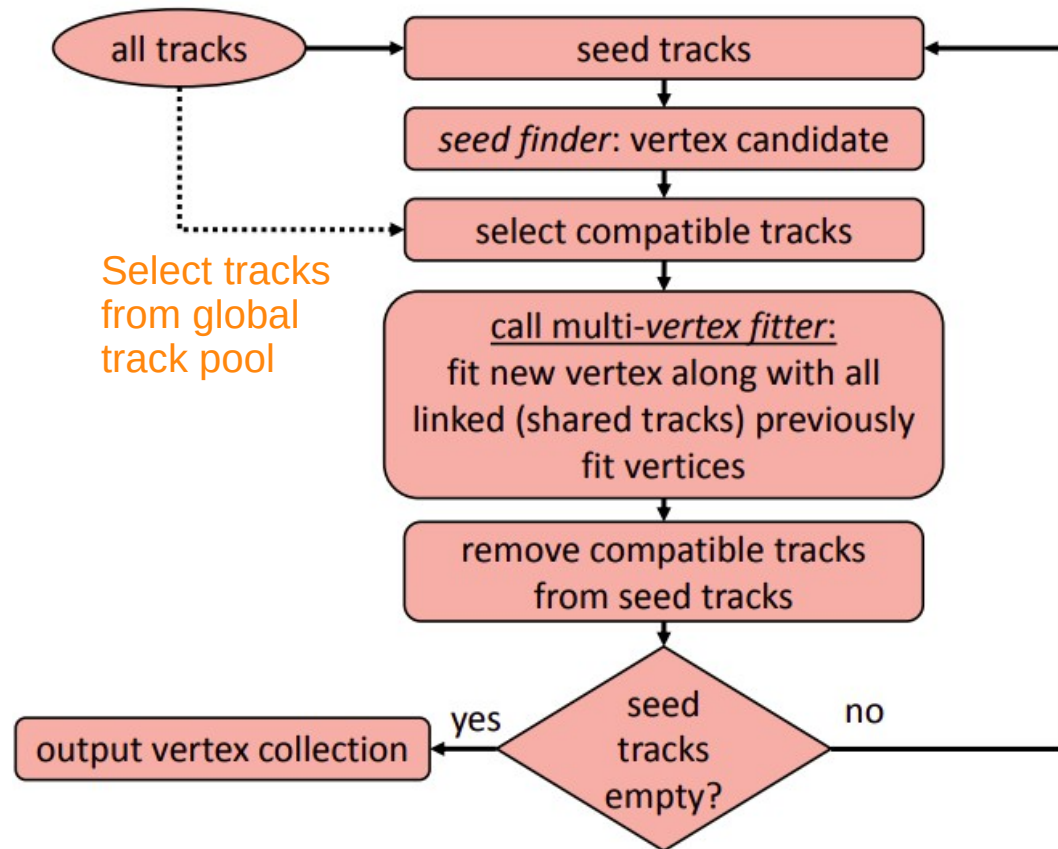 all tracks
seed tracks
seed finder: vertex candidate
select compatible tracks
Select tracks
from global
track pool
call multi-vertex fitter:
fit new vertex along with all
linked (shared tracks) previously
fit vertices
remove compatible tracks
from seed tracks
seed
tracks
empty?
yes
no
output vertex collection